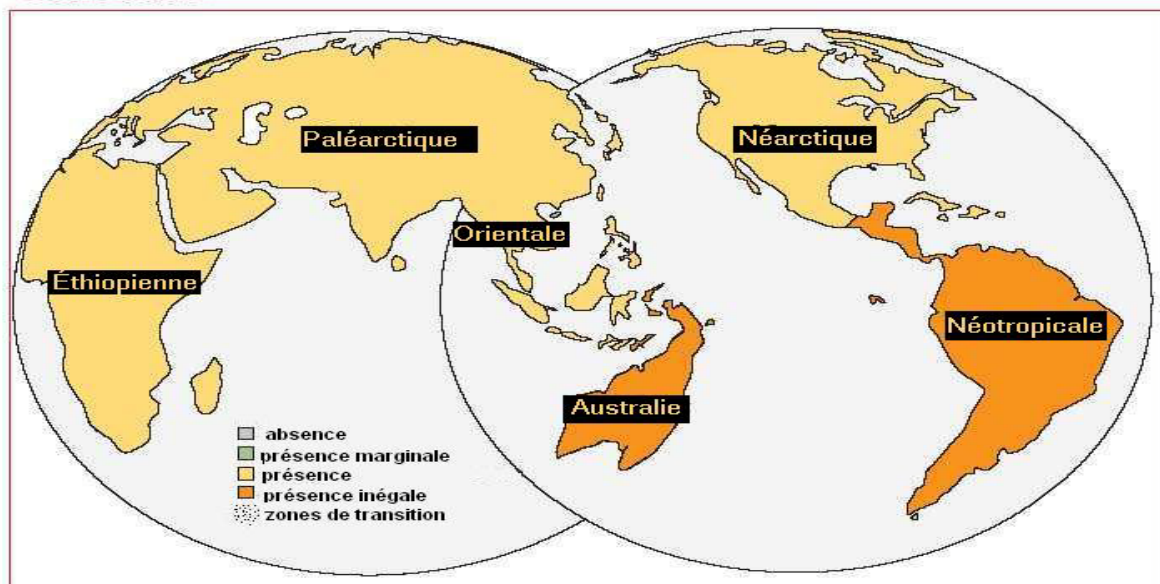 Paléarctique
Néarctique
Orientale
Éthiopienne
Néotropicale
Australie
absence
présence marginale
présence
présence inégale
zones de transition